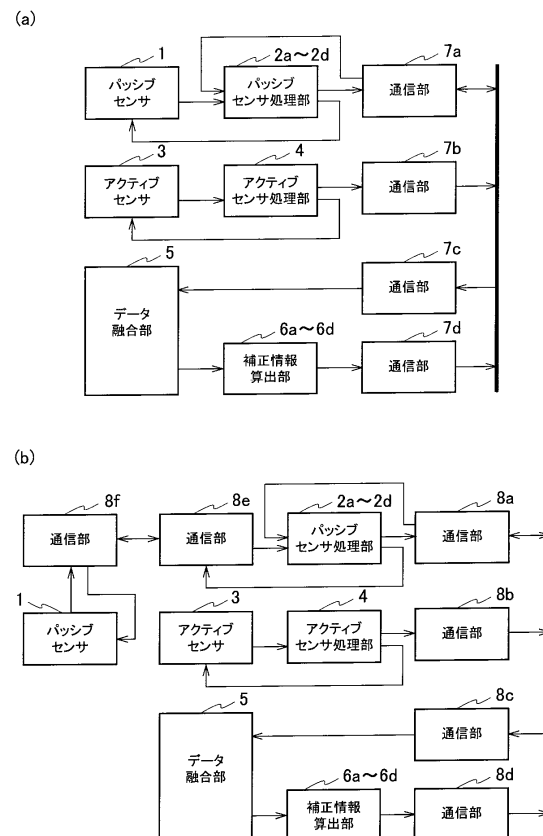 (a)
1
2a～2d
7a
パッシブ
センサ
パッシブ
センサ処理部
通信部
3
4
7b
アクティブ
センサ
アクティブ
センサ処理部
通信部
5
7c
データ
融合部
通信部
6a～6d
7d
補正情報
算出部
通信部
(b)
8f
8e
2a～2d
8a
通信部
通信部
パッシブ
センサ処理部
通信部
1
3
4
8b
パッシブ
センサ
アクティブ
センサ
アクティブ
センサ処理部
通信部
5
8c
データ
融合部
通信部
6a～6d
8d
補正情報
算出部
通信部